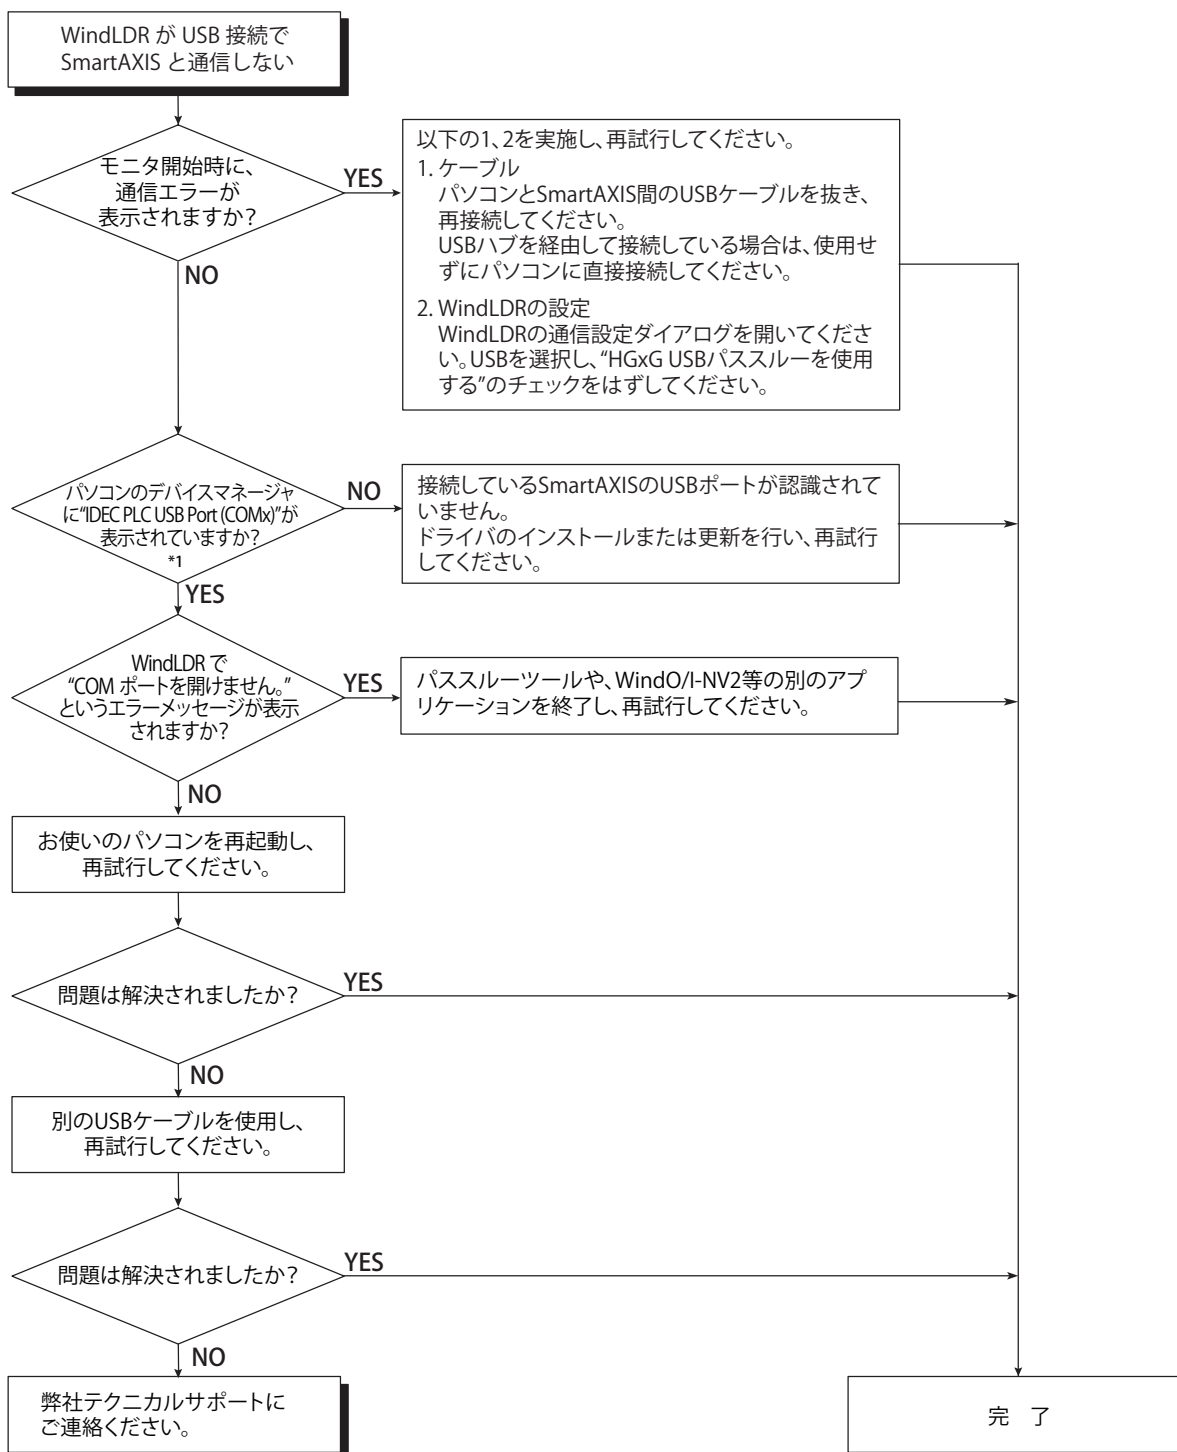 WindLDR が USB 接続で
SmartAXIS と通信しない
モニタ開始時に、
通信エラーが
表示されますか?
YES
以下の1、2を実施し、再試行してください。
1. ケーブル
パソコンとSmartAXIS間のUSBケーブルを抜き、
再接続してください。
USBハブを経由して接続している場合は、使用せ
ずにパソコンに直接接続してください。
2. WindLDRの設定
WindLDRの通信設定ダイアログを開いてくださ
い。USBを選択し、“HGxG USBパススルーを使用
する”のチェックをはずしてください。
NO
パソコンのデバイスマネージャ
に“IDEC PLC USB Port (COMx)”が
表示されていますか?
*1
NO
接続しているSmartAXISのUSBポートが認識されて
いません。
ドライバのインストールまたは更新を行い、再試行
してください。
YES
WindLDR で
“COM ポートを開けません。”
というエラーメッセージが表示
されますか?
YES
パススルーツールや、WindO/I-NV2等の別のアプ
リケーションを終了し、再試行してください。
NO
お使いのパソコンを再起動し、
再試行してください。
問題は解決されましたか?
YES
NO
別のUSBケーブルを使用し、
再試行してください。
問題は解決されましたか?
YES
NO
弊社テクニカルサポートに
ご連絡ください。
完 了